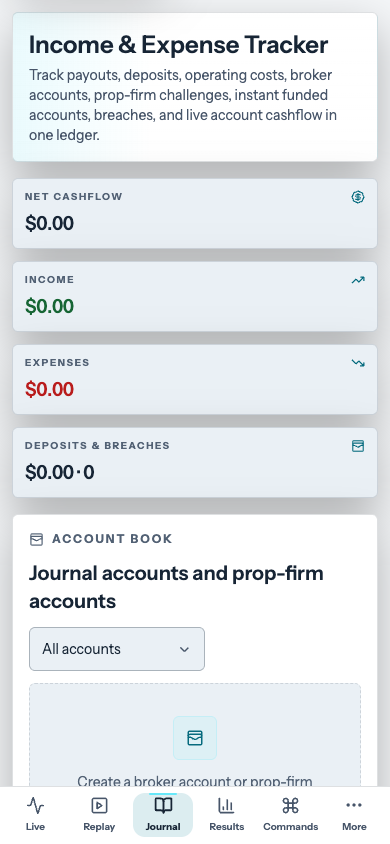 Income & Expense Tracker
Track payouts, deposits, operating costs, broker
accounts, prop-firm challenges, instant funded
accounts, breaches, and live account cashflow in
one ledger.
NET CASHFLOW
$0.00
INCOME
$0.00
EXPENSES
$0.00
DEPOSITS & BREACHES
$0.00 · 0
ACCOUNT BOOK
Journal accounts and prop-firm
accounts
All accounts
Create a broker account or prop-firm
Live
Replay
Journal
Results
Commands
More